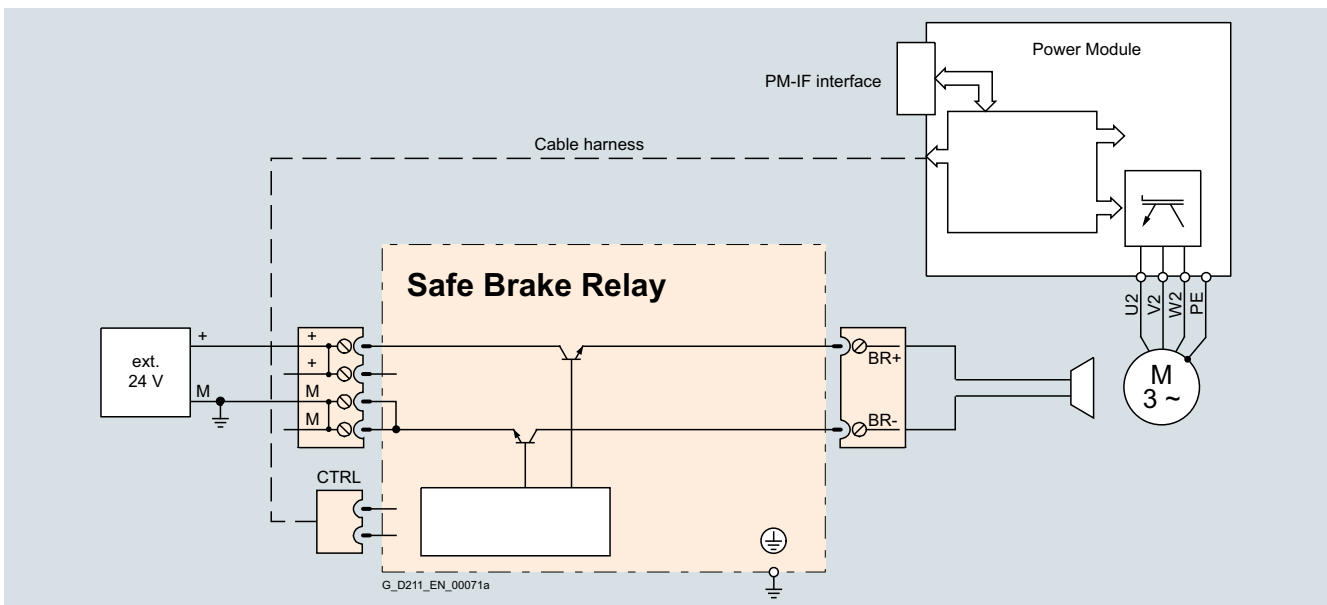 Power Module
PM-IF interface
Cable harness
Safe Brake Relay
U2
V2
W2
PE
ext.
24 V
+
M
+
+
M
M
BR+
BR-
M
3 ~
CTRL
G_D211_EN_00071a